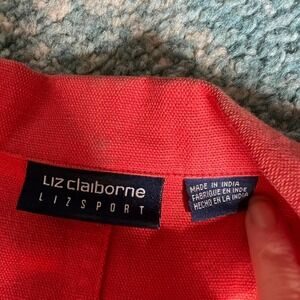 Liz claiborne
LIZSPORT
MADE IN INDIA
FABRIQUE EN INDE
HECHO EN LA INDIA